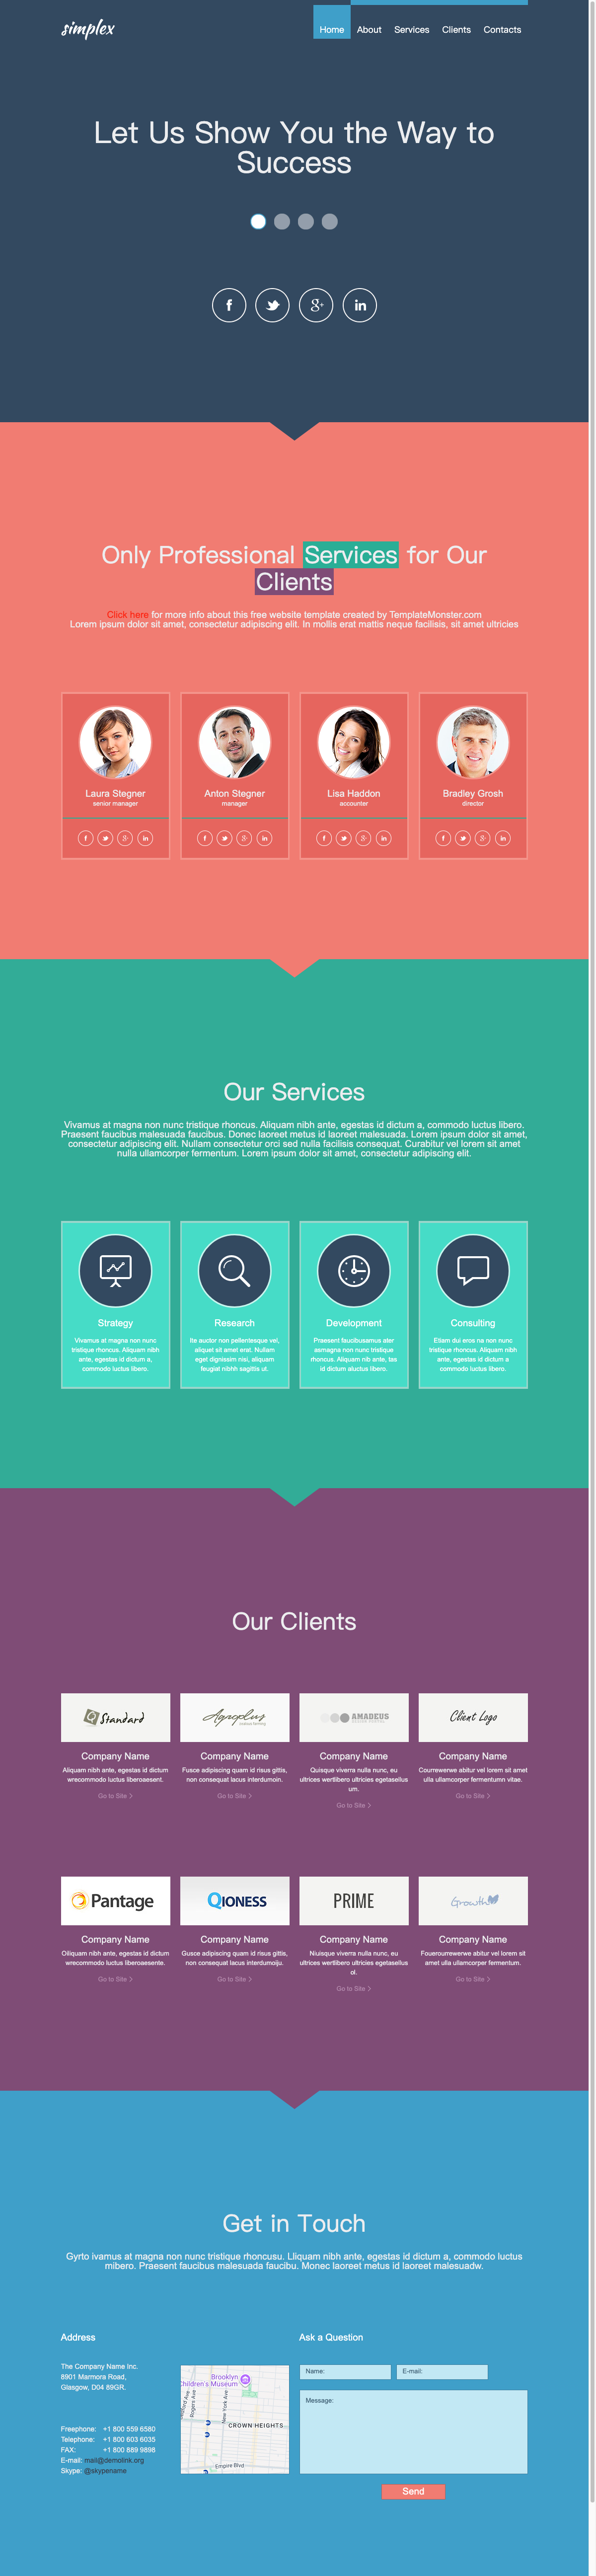 simplex
Home About Services Clients Contacts
Let Us Show You the Way to
Success
Only Professional Services for Our
Clients
Click here for more info about this free website template created by TemplateMonster.com
Lorem ipsum dolor sit amet, consectetur adipiscing elit. In mollis erat mattis neque facilisis, sit amet ultricies
Laura Stegner
senior manager
Anton Stegner
manager
Lisa Haddon
accounter
Bradley Grosh
director
Our Services
Vivamus at magna non nunc tristique rhoncus. Aliquam nibh ante, egestas id dictum a, commodo luctus libero.
Praesent faucibus malesuada faucibus. Donec laoreet metus id laoreet malesuada. Lorem ipsum dolor sit amet,
consectetur adipiscing elit. Nullam consectetur orci sed nulla facilisis consequat. Curabitur vel lorem sit amet
nulla ullamcorper fermentum. Lorem ipsum dolor sit amet, consectetur adipiscing elit.
Strategy
Vivamus at magna non nunc
tristique rhoncus. Aliquam nibh
ante, egestas id dictum a,
commodo luctus libero.
Research
Ite auctor non pellentesque vel,
aliquet sit amet erat. Nullam
eget dignissim nisi, aliquam
feugiat nibhh sagittis ut.
Development
Praesent faucibusamus ater
asmagna non nunc tristique
rhoncus. Aliquam nib ante, tas
id dictum aluctus libero.
Consulting
Etiam dui eros na non nunc
tristique rhoncus. Aliquam nibh
ante, egestas id dictum a
commodo luctus libero.
Our Clients
Q Standard
Company Name
Aliquam nibh ante, egestas id dictum
wrecommodo luctus liberoaesent.
Go to Site
Agroplus
Company Name
Fusce adipiscing quam id risus gittis,
non consequat lacus interdumoin.
Go to Site
AMADEUS
Company Name
Quisque viverra nulla nunc, eu
ultrices wertlibero ultricies egetasellus
um.
Go to Site
Client Logo
Company Name
Courrewerwe abitur vel lorem sit amet
ulla ullamcorper fermentumn vitae.
Go to Site
Pantage
Company Name
Oiliquam nibh ante, egestas id dictum
wrecommodo luctus liberoaesente.
Go to Site
QIONESS
Company Name
Gusce adipiscing quam id risus gittis,
non consequat lacus interdumoiju.
Go to Site
PRIME
Company Name
Niuisque viverra nulla nunc, eu
ultrices wertlibero ultricies egetasellus
ol.
Go to Site
Growth
Company Name
Fouerourrewerwe abitur vel lorem sit
amet ulla ullamcorper fermentum.
Go to Site
Get in Touch
Gyrto ivamus at magna non nunc tristique rhoncusu. Lliquam nibh ante, egestas id dictum a, commodo luctus
mibero. Praesent faucibus malesuada faucibu. Monec laoreet metus id laoreet malesuadw.
Address
The Company Name Inc.
8901 Marmora Road,
Glasgow, D04 89GR.
Freephone: +1 800 559 6580
Telephone: +1 800 603 6035
FAX: +1 800 889 9898
E-mail: mail@demolink.org
Skype: @skypename
Brooklyn
Children's Museum
Rogers Ave
New York Ave
CROWN HEIGHTS
Empire Blvd
Ask a Question
Name:
E-mail:
Message:
Send